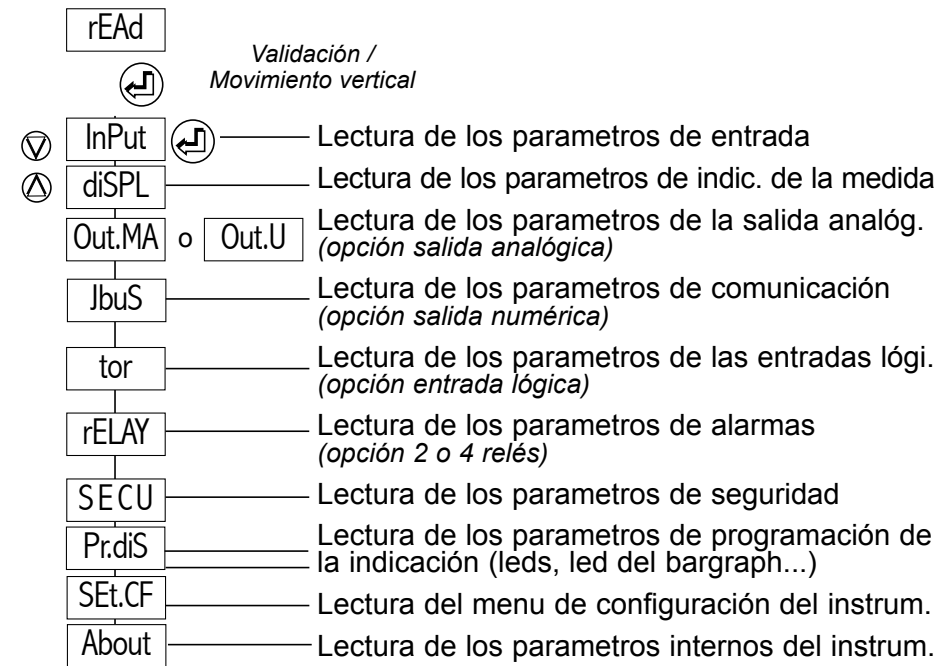 rEAd
Validación /
Movimiento vertical
InPut Lectura de los parametros de entrada
diSPL Lectura de los parametros de indic. de la medida
Out.MA o Out.U Lectura de los parametros de la salida analóg.
(opción salida analógica)
JbuS Lectura de los parametros de comunicación
(opción salida numérica)
tor Lectura de los parametros de las entradas lógi.
(opción entrada lógica)
rELAY Lectura de los parametros de alarmas
(opción 2 o 4 relés)
SECU Lectura de los parametros de seguridad
Pr.diS Lectura de los parametros de programación de
la indicación (leds, led del bargraph...)
SEt.CF Lectura del menu de configuración del instrum.
About Lectura de los parametros internos del instrum.